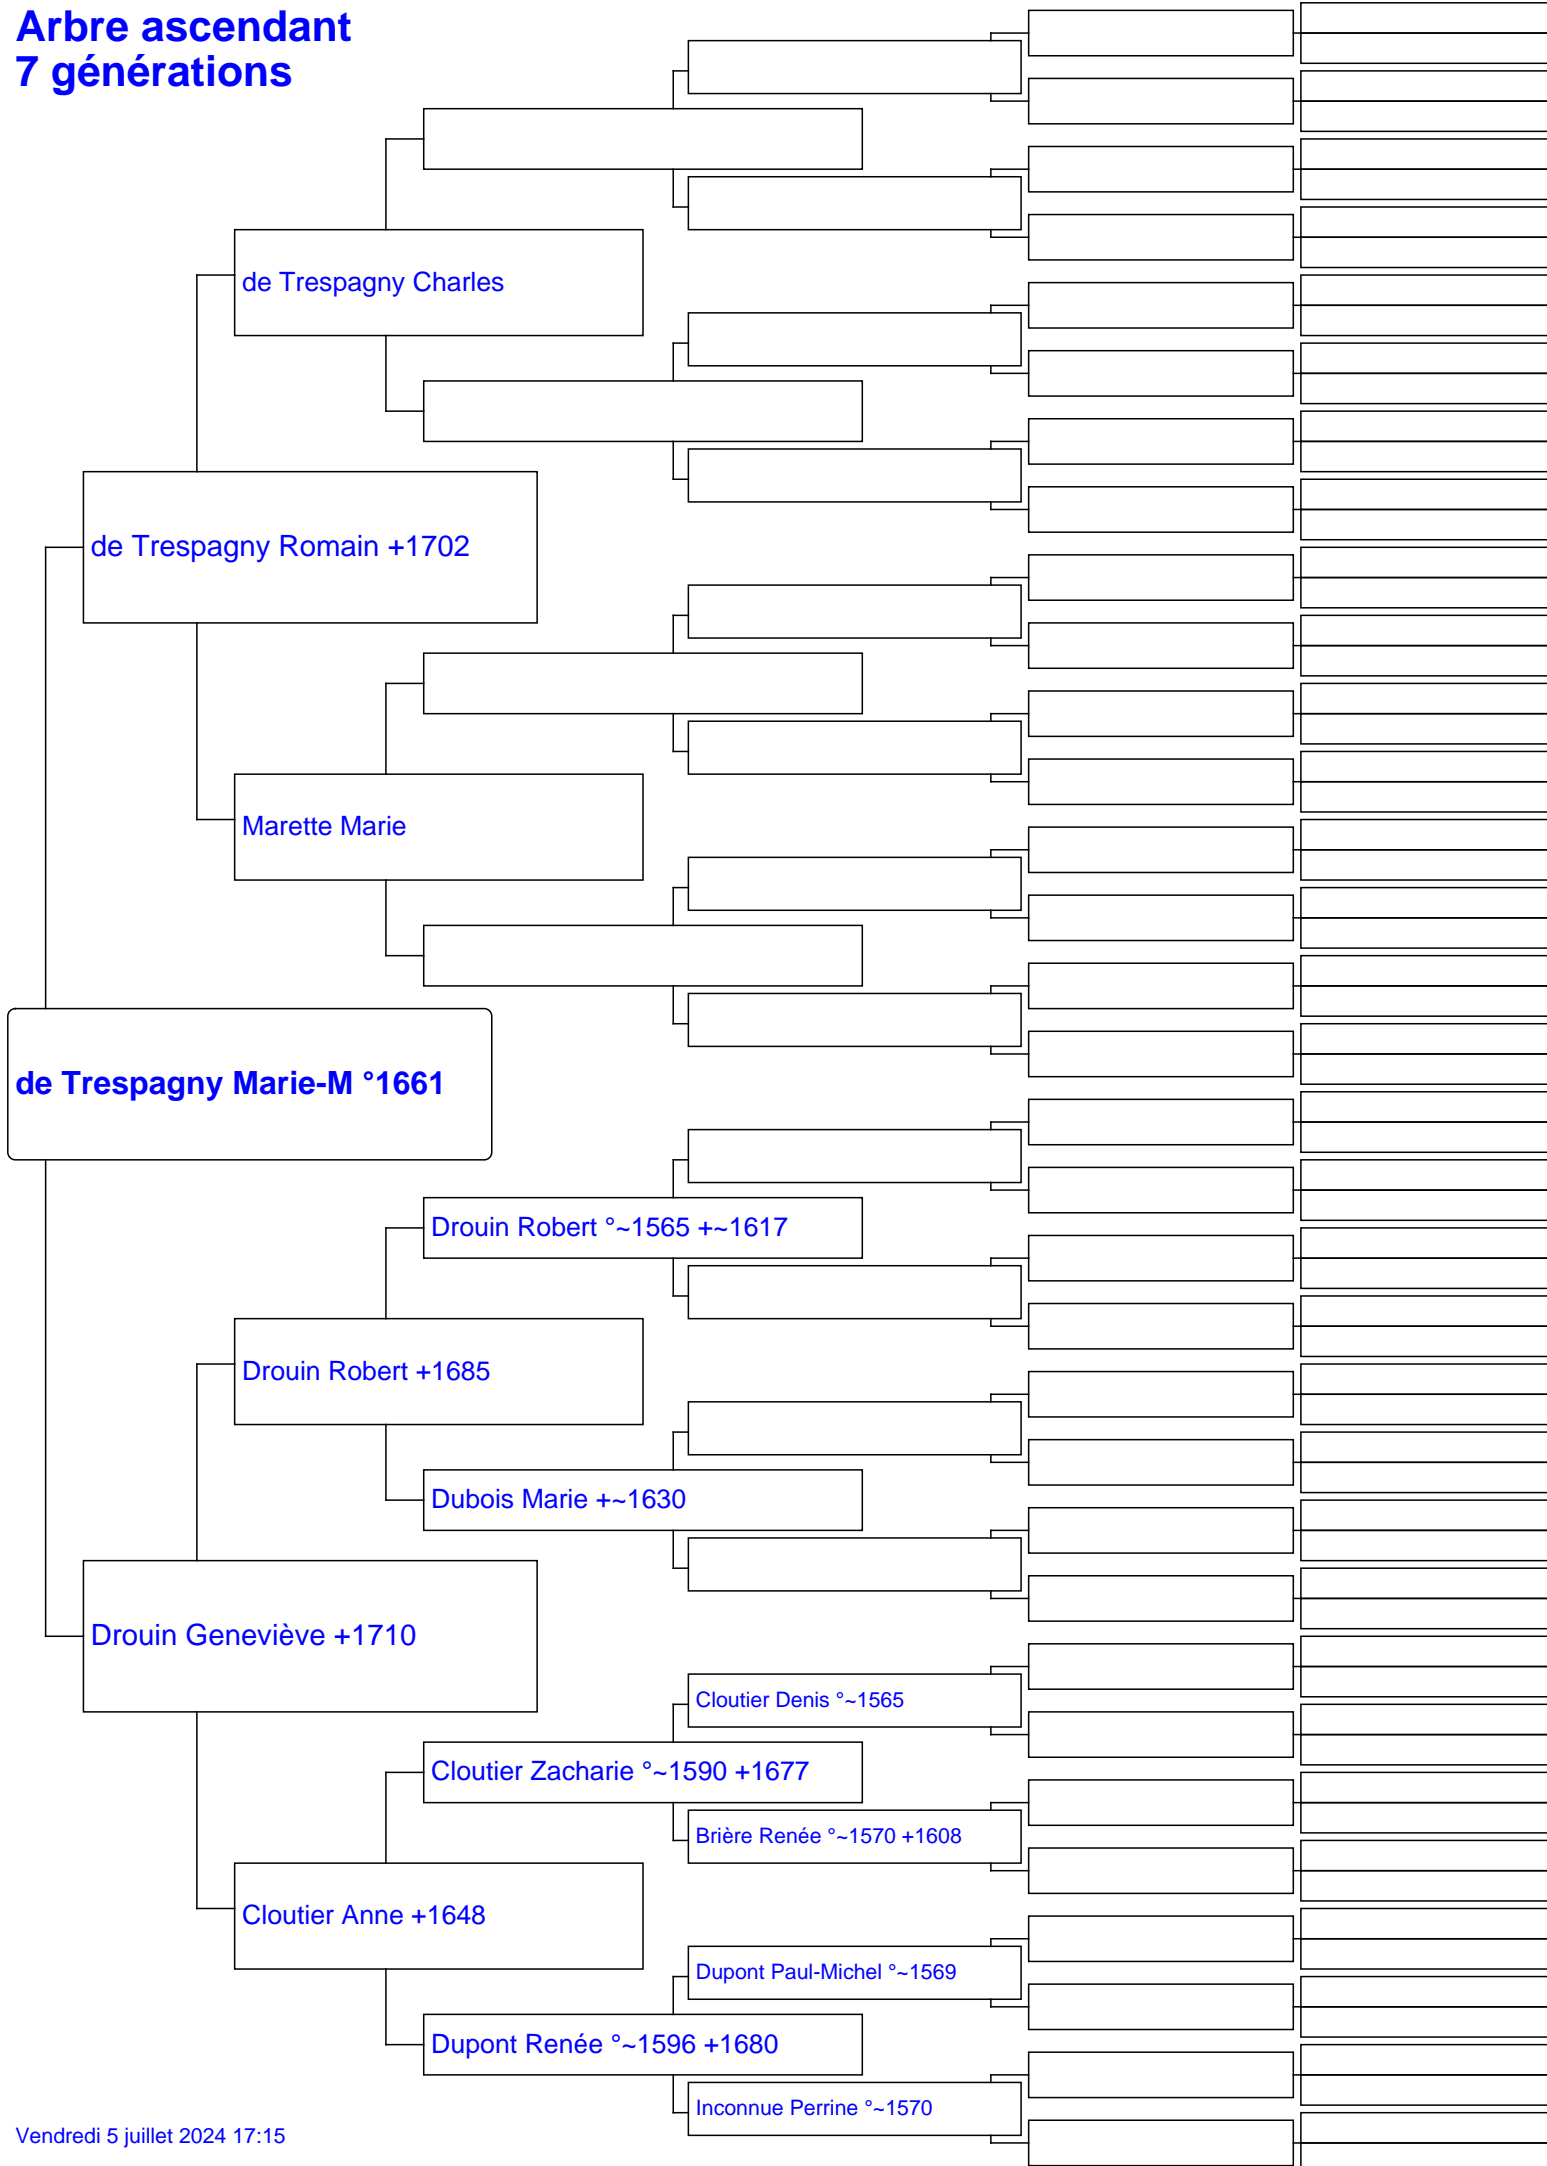 Arbre ascendant
7 générations
de Trespagny Charles
de Trespagny Romain +1702
Marette Marie
de Trespagny Marie-M °1661
Drouin Robert °~1565 +~1617
Drouin Robert +1685
Dubois Marie +~1630
Drouin Geneviève +1710
Cloutier Denis °~1565
Cloutier Zacharie °~1590 +1677
Brière Renée °~1570 +1608
Cloutier Anne +1648
Dupont Paul-Michel °~1569
Dupont Renée °~1596 +1680
Inconnue Perrine °~1570
Vendredi 5 juillet 2024 17:15